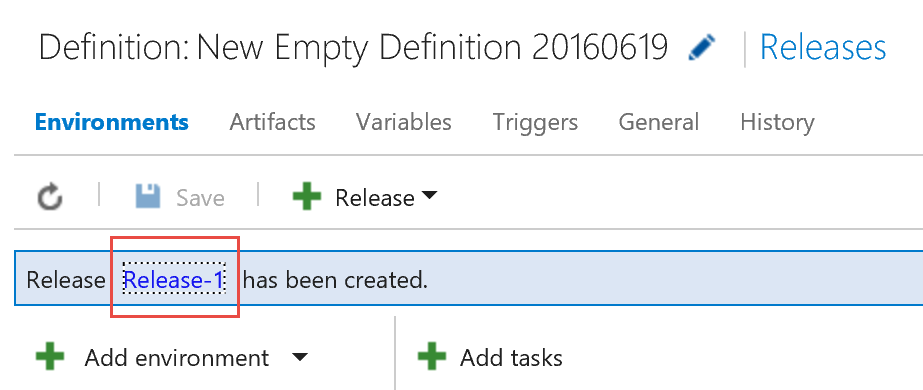 Definition: New Empty Definition 20160619 | Releases
Environments Artifacts Variables Triggers General History
Save Release
Release Release-1 has been created.
Add environment Add tasks